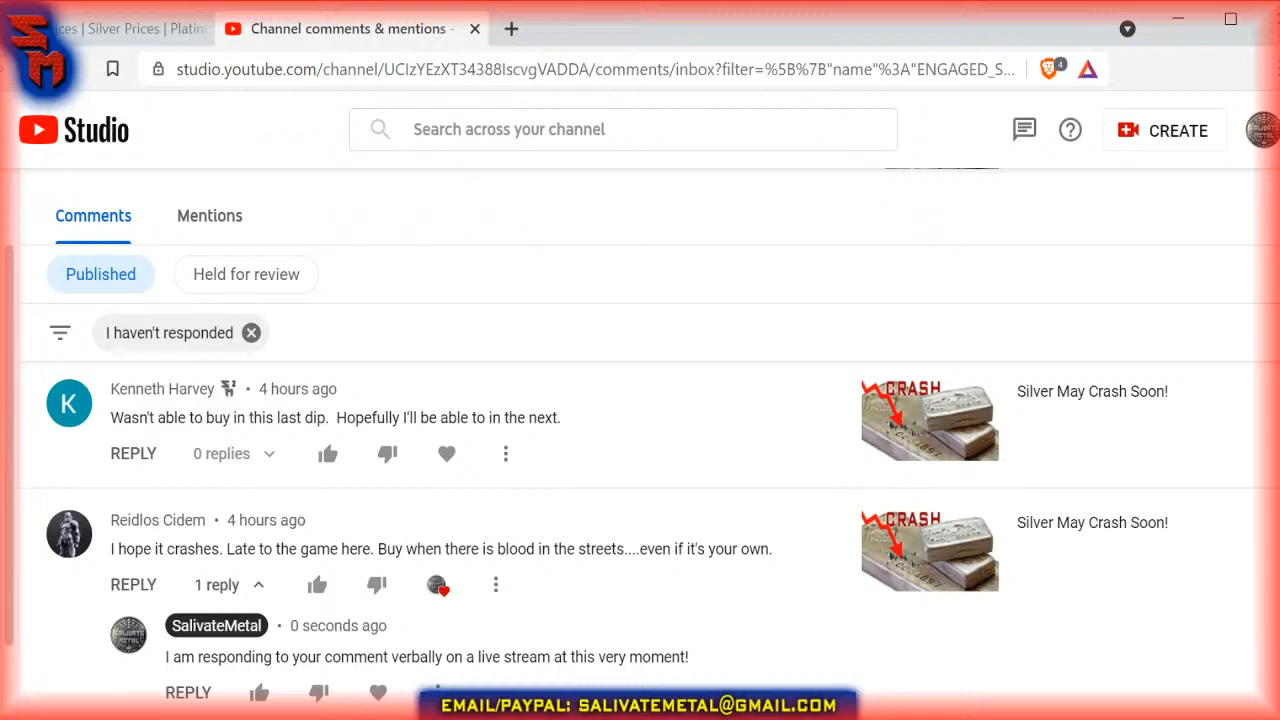 SM
ces | Silver Prices | Platin
Channel comments & mentions -
studio.youtube.com/channel/UCIzYEzXT34388IscvgVADDA/comments/inbox?filter=%5B%7B"name"%3A"ENGAGED_S...
4
Studio
Search across your channel
CREATE
Comments
Mentions
Published
Held for review
I haven't responded
Kenneth Harvey • 4 hours ago
Wasn't able to buy in this last dip. Hopefully I'll be able to in the next.
REPLY
0 replies
CRASH
Silver May Crash Soon!
Reidlos Cidem • 4 hours ago
I hope it crashes. Late to the game here. Buy when there is blood in the streets....even if it's your own.
REPLY
1 reply
CRASH
Silver May Crash Soon!
SalivateMetal • 0 seconds ago
I am responding to your comment verbally on a live stream at this very moment!
REPLY
EMAIL/PAYPAL: SALIVATEMETAL@GMAIL.COM